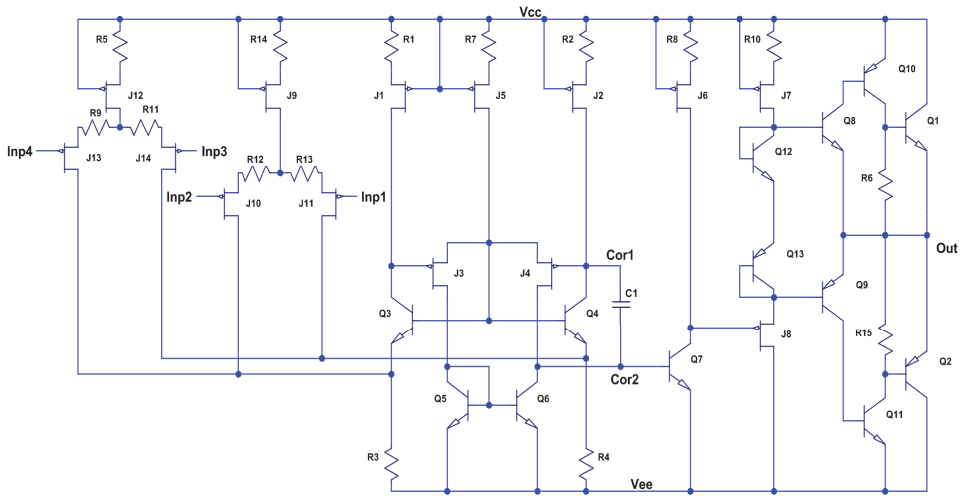 Vcc
R5
R14
R1
R7
R2
R8
R10
Q10
J12
J9
J1
J5
J2
J6
J7
R9
R11
Q8
Q1
Inp4
J13
J14
Inp3
Q12
R12
R13
R6
Inp2
J10
J11
Inp1
Out
Cor1
Q13
J3
J4
C1
Q9
Q3
Q4
J8
R15
Q7
Q2
Cor2
Q5
Q6
Q11
R3
R4
Vee